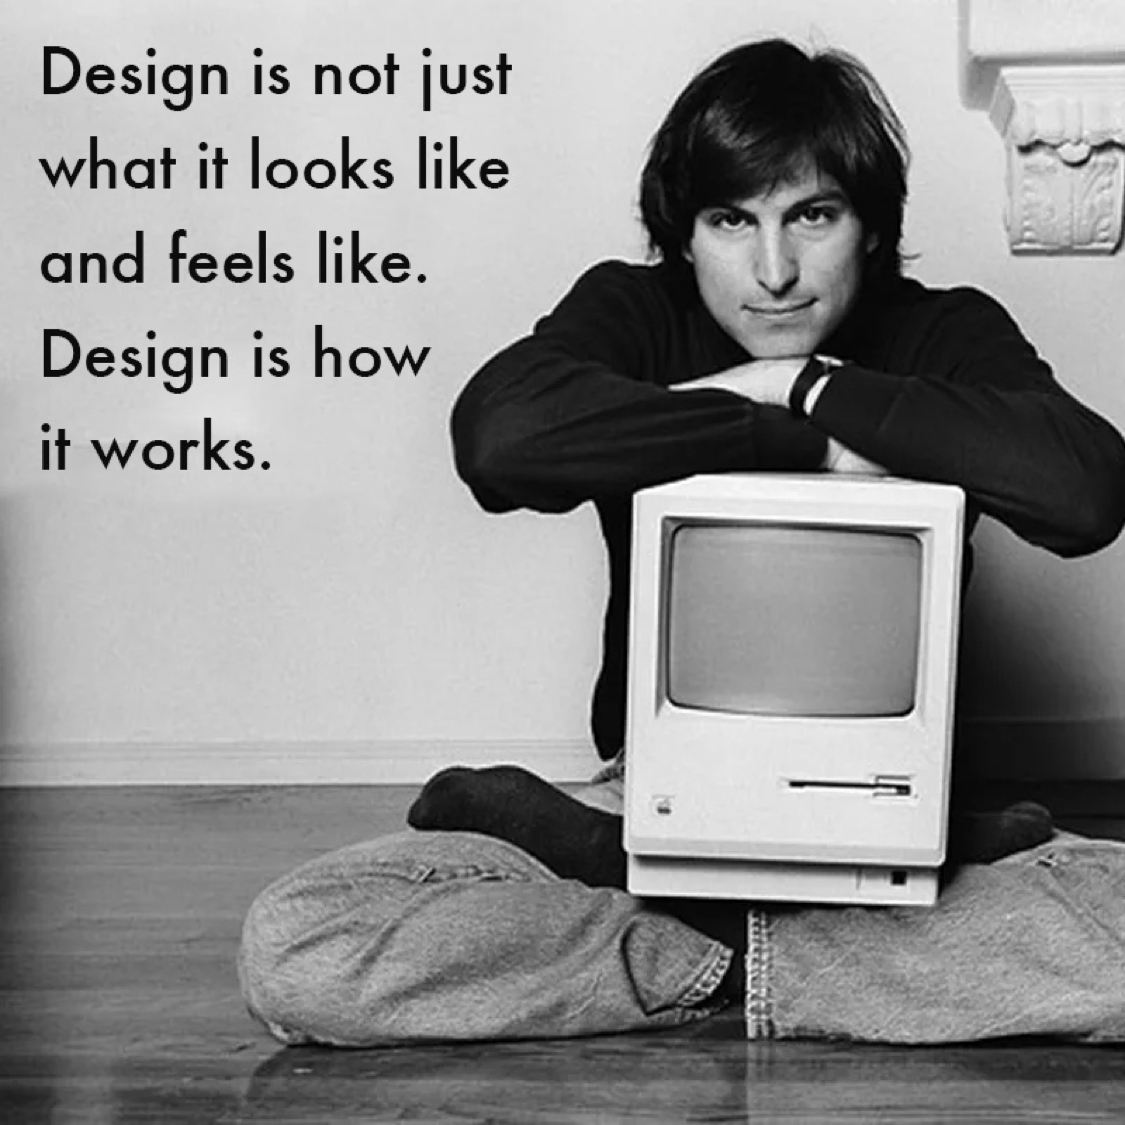 Design is not just
what it looks like
and feels like.
Design is how
it works.